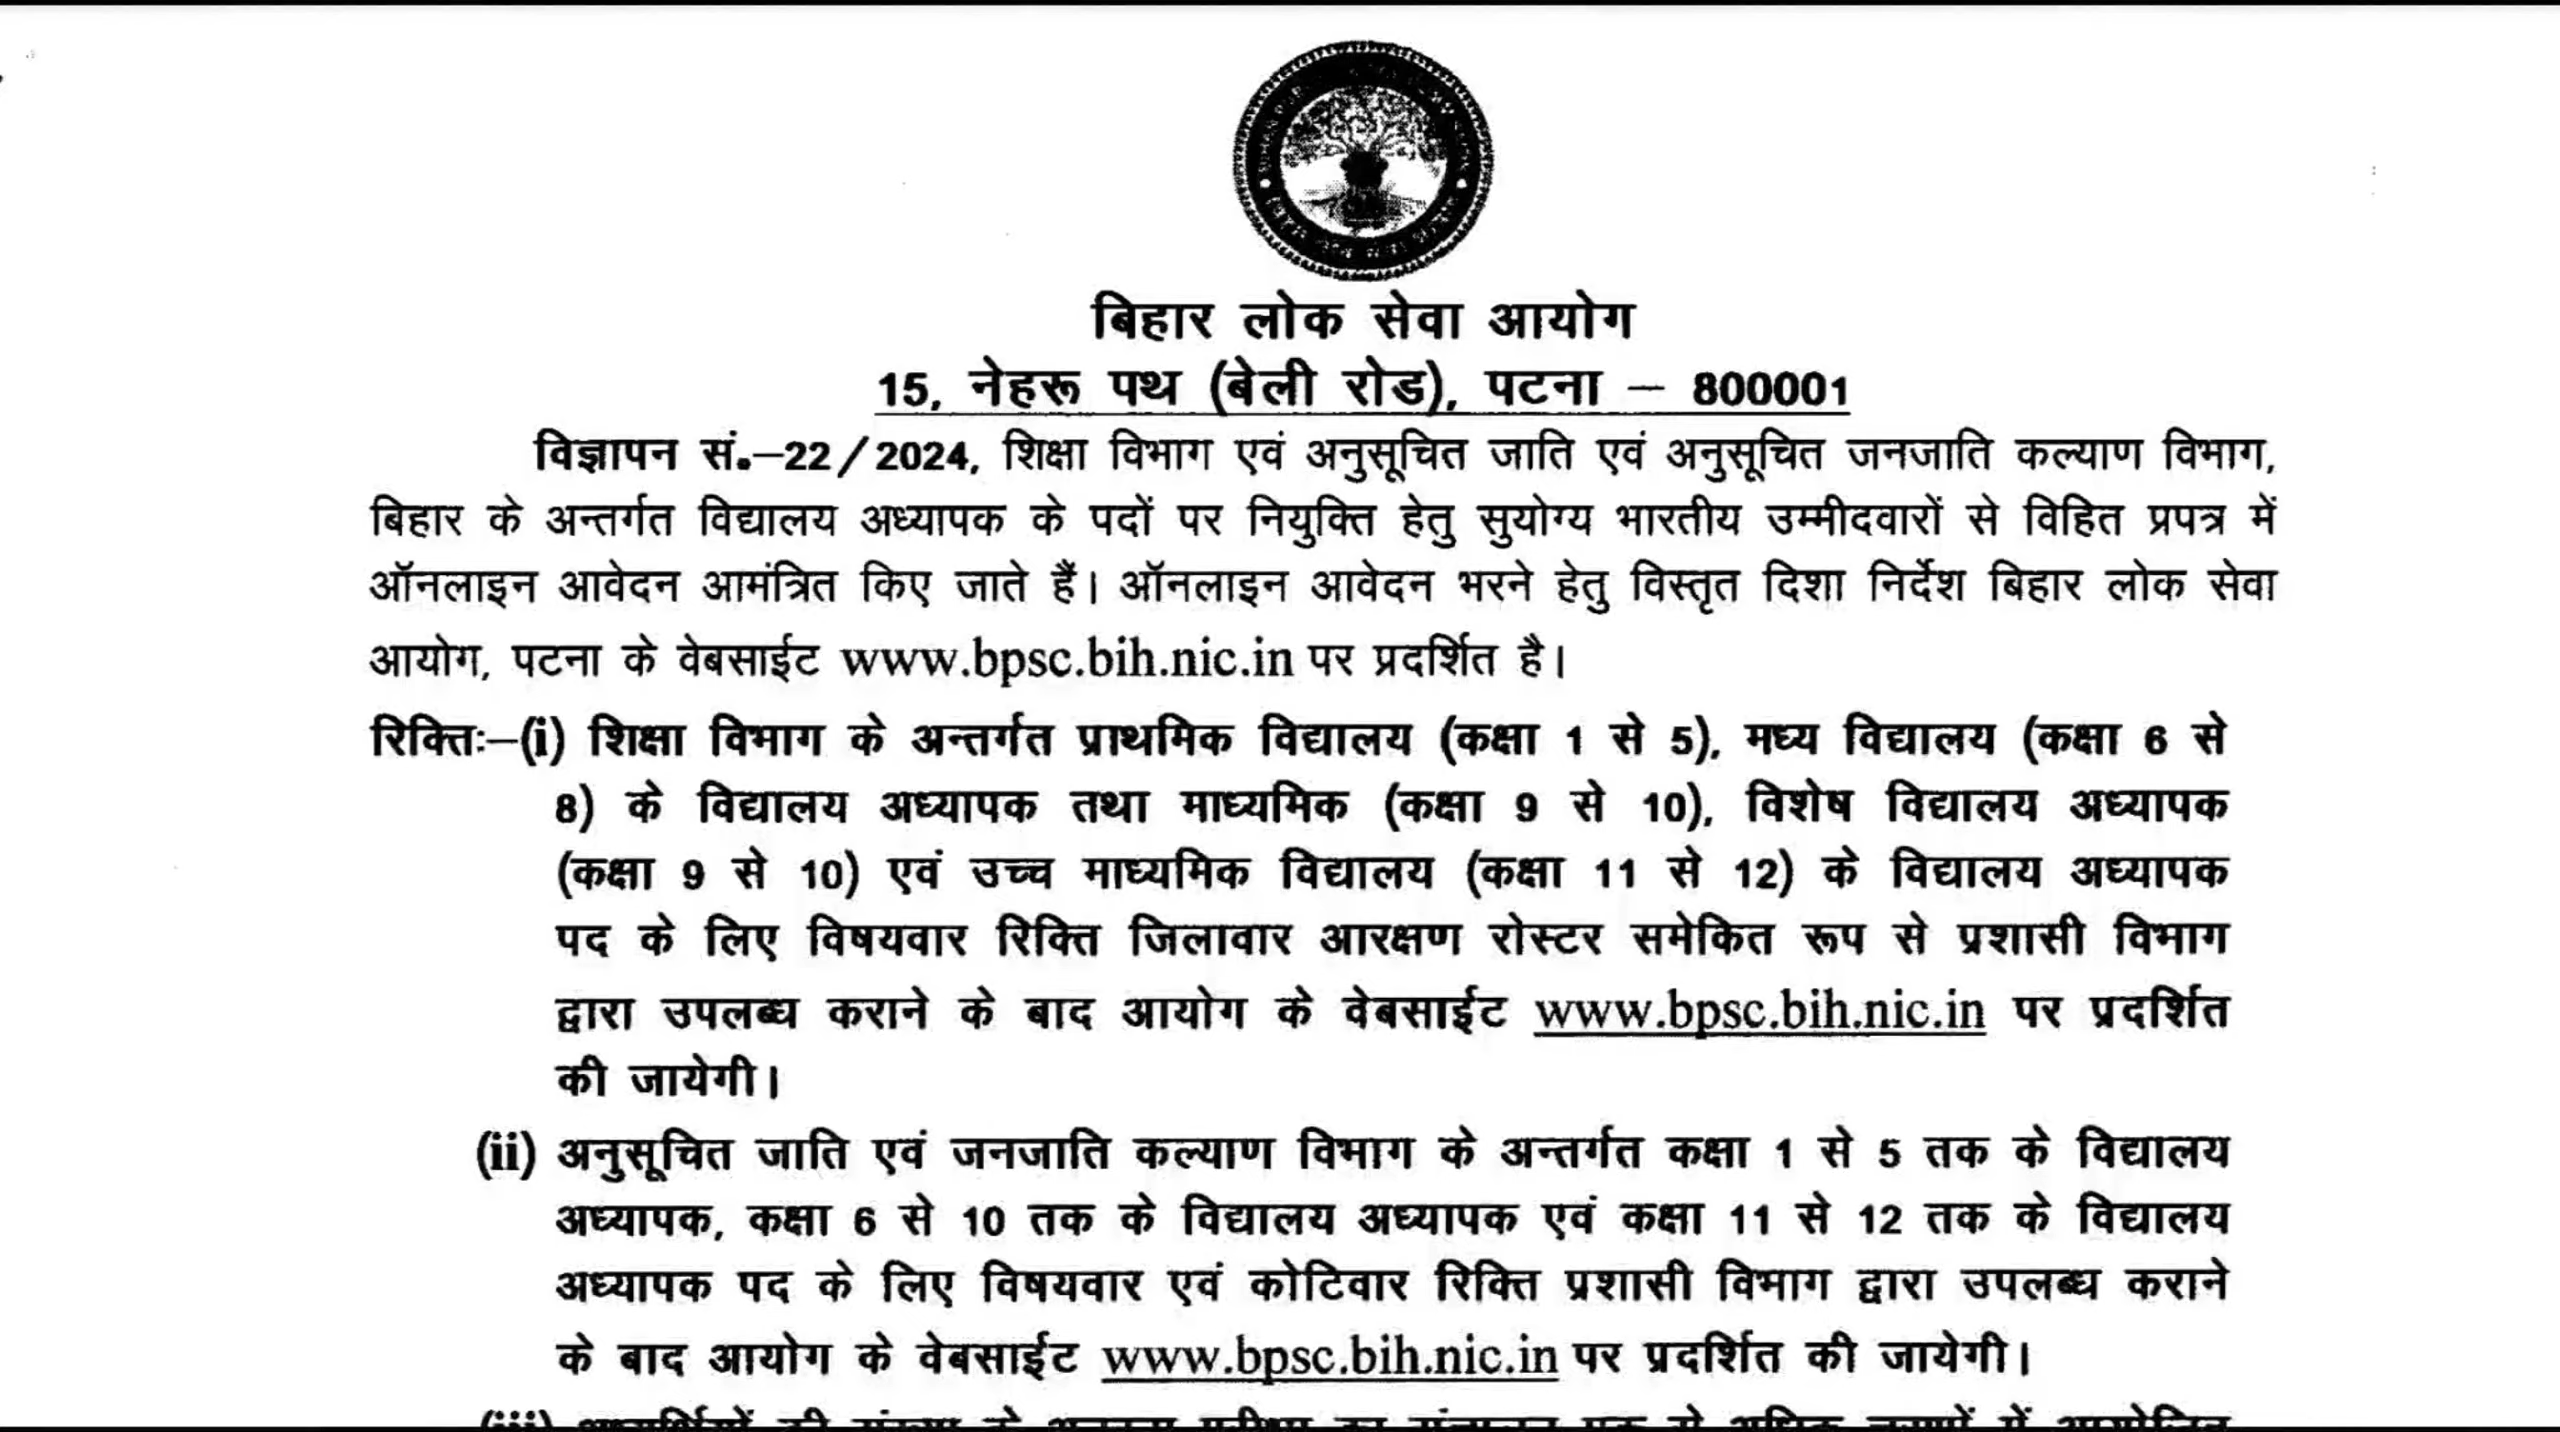 बिहार लोक सेवा आयोग
15, नेहरू पथ (बेली रोड), पटना – 800001
विज्ञापन सं.–22/2024, शिक्षा विभाग एवं अनुसूचित जाति एवं अनुसूचित जनजाति कल्याण विभाग,
बिहार के अन्तर्गत विद्यालय अध्यापक के पदों पर नियुक्ति हेतु सुयोग्य भारतीय उम्मीदवारों से विहित प्रपत्र में
ऑनलाइन आवेदन आमंत्रित किए जाते हैं। ऑनलाइन आवेदन भरने हेतु विस्तृत दिशा निर्देश बिहार लोक सेवा
आयोग, पटना के वेबसाईट www.bpsc.bih.nic.in पर प्रदर्शित है।
रिक्तिः–(i) शिक्षा विभाग के अन्तर्गत प्राथमिक विद्यालय (कक्षा 1 से 5), मध्य विद्यालय (कक्षा 6 से
8) के विद्यालय अध्यापक तथा माध्यमिक (कक्षा 9 से 10), विशेष विद्यालय अध्यापक
(कक्षा 9 से 10) एवं उच्च माध्यमिक विद्यालय (कक्षा 11 से 12) के विद्यालय अध्यापक
पद के लिए विषयवार रिक्ति जिलावार आरक्षण रोस्टर समेकित रूप से प्रशासी विभाग
द्वारा उपलब्ध कराने के बाद आयोग के वेबसाईट www.bpsc.bih.nic.in पर प्रदर्शित
की जायेगी।
(ii) अनुसूचित जाति एवं जनजाति कल्याण विभाग के अन्तर्गत कक्षा 1 से 5 तक के विद्यालय
अध्यापक, कक्षा 6 से 10 तक के विद्यालय अध्यापक एवं कक्षा 11 से 12 तक के विद्यालय
अध्यापक पद के लिए विषयवार एवं कोटिवार रिक्ति प्रशासी विभाग द्वारा उपलब्ध कराने
के बाद आयोग के वेबसाईट www.bpsc.bih.nic.in पर प्रदर्शित की जायेगी।